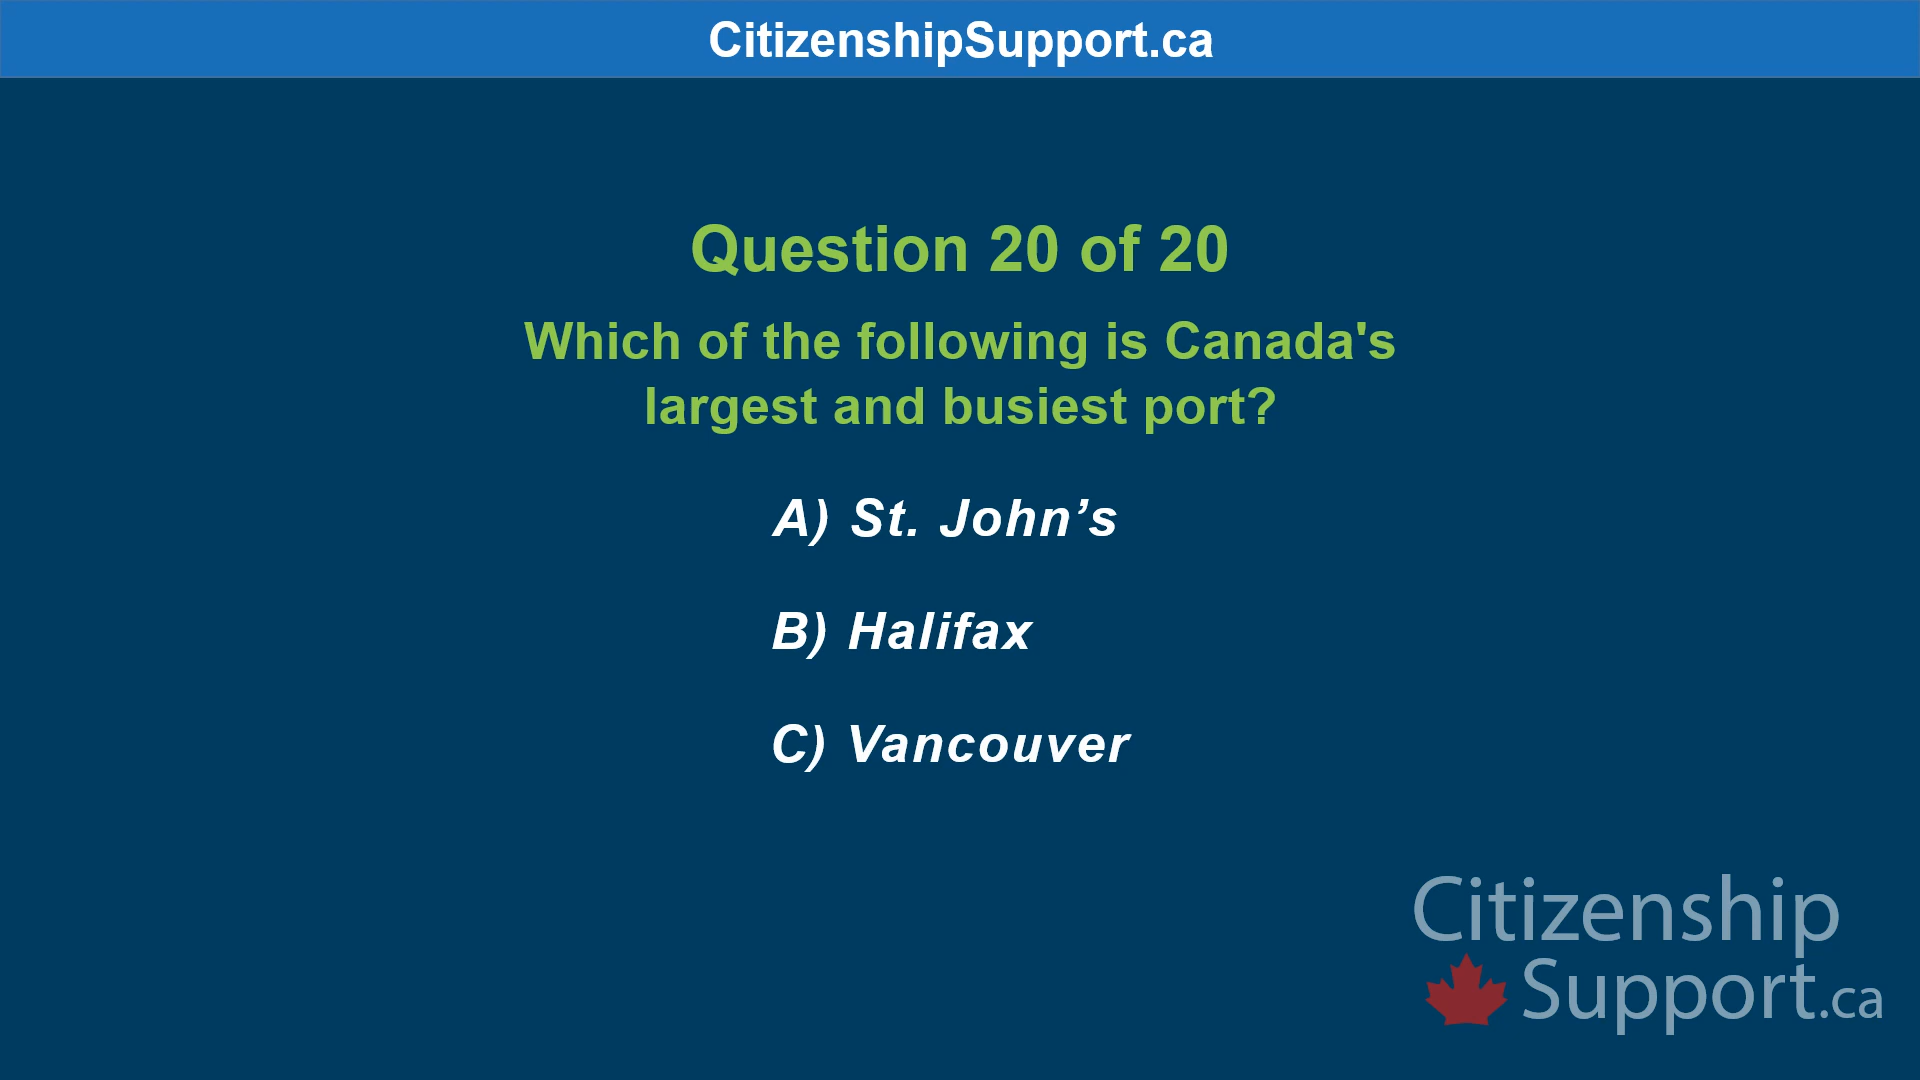 CitizenshipSupport.ca
Question 20 of 20
Which of the following is Canada's
largest and busiest port?
A) St. John’s
B) Halifax
C) Vancouver
Citizenship
Support.ca